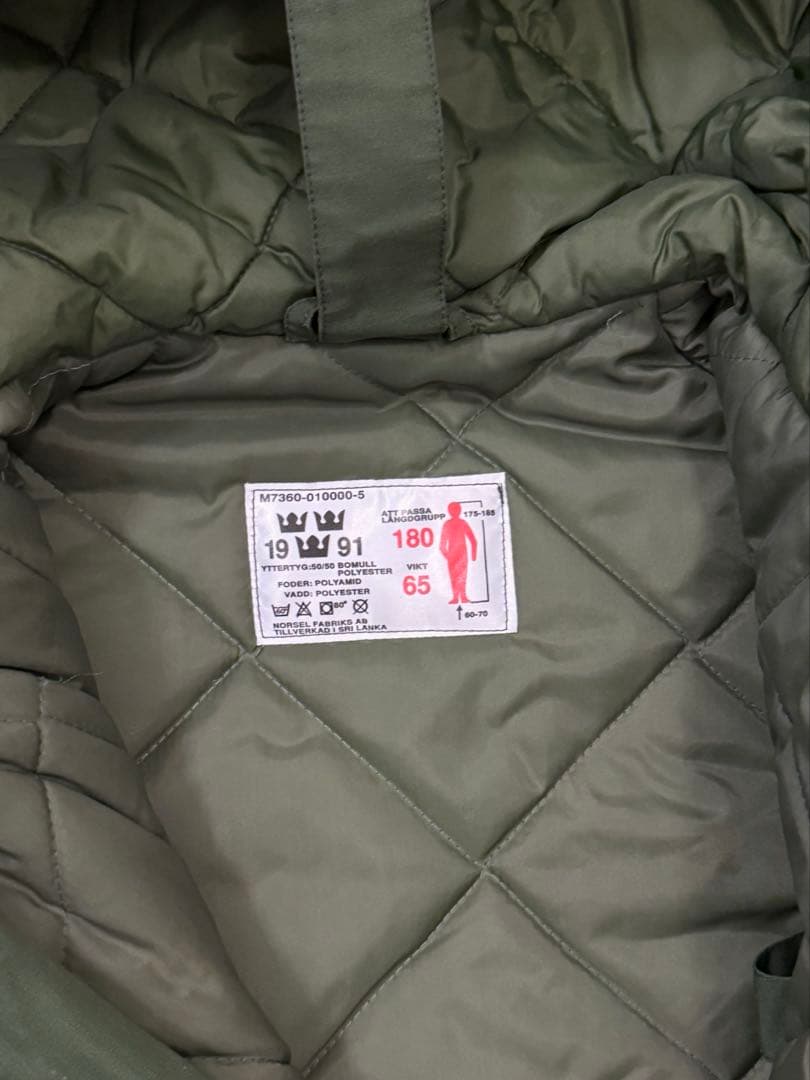 M7360-010000-5
19 91
YTTERTYG:50/50 BOMULL
POLYESTER
FODER: POLYAMID
VADD: POLYESTER
60°
NORSEL FABRIKS AB
TILLVERKAD I SRI LANKA
ATT PASSA
LÄNGDGRUPP
180
VIKT
65
175-185
60-70